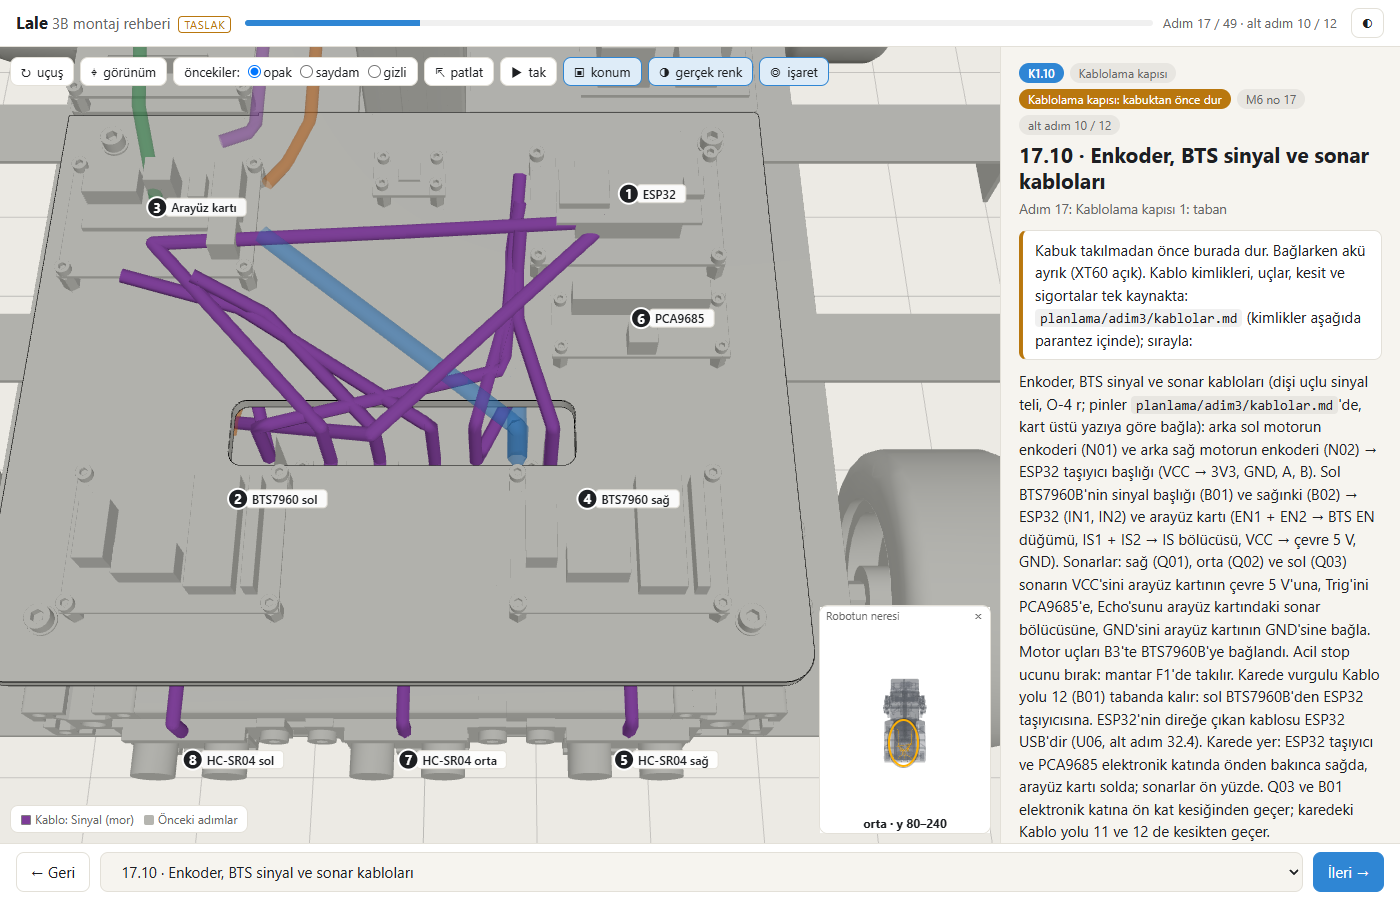 Lale 3B montaj rehberi TASLAK
Adım 17 / 49 · alt adım 10 / 12
↻ uçuş
⌖ görünüm
öncekiler: opak saydam gizli
⇱ patlat
▶ tak
▣ konum
◑ gerçek renk
◎ işaret
3 Arayüz kartı
1 ESP32
6 PCA9685
2 BTS7960 sol
4 BTS7960 sağ
8 HC-SR04 sol
7 HC-SR04 orta
5 HC-SR04 sağ
Kablo: Sinyal (mor) Önceki adımlar
Robotun neresi ×
orta · y 80–240
K1.10 Kablolama kapısı
Kablolama kapısı: kabuktan önce dur M6 no 17
alt adım 10 / 12
17.10 · Enkoder, BTS sinyal ve sonar
kabloları
Adım 17: Kablolama kapısı 1: taban
Kabuk takılmadan önce burada dur. Bağlarken akü
ayrık (XT60 açık). Kablo kimlikleri, uçlar, kesit ve
sigortalar tek kaynakta:
planlama/adim3/kablolar.md (kimlikler aşağıda
parantez içinde); sırayla:
Enkoder, BTS sinyal ve sonar kabloları (dişi uçlu sinyal
teli, O-4 r; pinler planlama/adim3/kablolar.md'de,
kart üstü yazıya göre bağla): arka sol motorun
enkoderi (N01) ve arka sağ motorun enkoderi (N02) →
ESP32 taşıyıcı başlığı (VCC → 3V3, GND, A, B). Sol
BTS7960B'nin sinyal başlığı (B01) ve sağınki (B02) →
ESP32 (IN1, IN2) ve arayüz kartı (EN1 + EN2 → BTS EN
düğümü, IS1 + IS2 → IS bölücüsü, VCC → çevre 5 V,
GND). Sonarlar: sağ (Q01), orta (Q02) ve sol (Q03)
sonarın VCC'sini arayüz kartının çevre 5 V'una, Trig'ini
PCA9685'e, Echo'sunu arayüz kartındaki sonar
bölücüsüne, GND'sini arayüz kartının GND'sine bağla.
Motor uçları B3'te BTS7960B'ye bağlandı. Acil stop
ucunu bırak: mantar F1'de takılır. Karede vurgulu Kablo
yolu 12 (B01) tabanda kalır: sol BTS7960B'den ESP32
taşıyıcısına. ESP32'nin direğe çıkan kablosu ESP32
USB'dir (U06, alt adım 32.4). Karede yer: ESP32 taşıyıcı
ve PCA9685 elektronik katında önden bakınca sağda,
arayüz kartı solda; sonarlar ön yüzde. Q03 ve B01
elektronik katına ön kat kesiğinden geçer; karedeki
Kablo yolu 11 ve 12 de kesikten geçer.
← Geri
17.10 · Enkoder, BTS sinyal ve sonar kabloları
İleri →